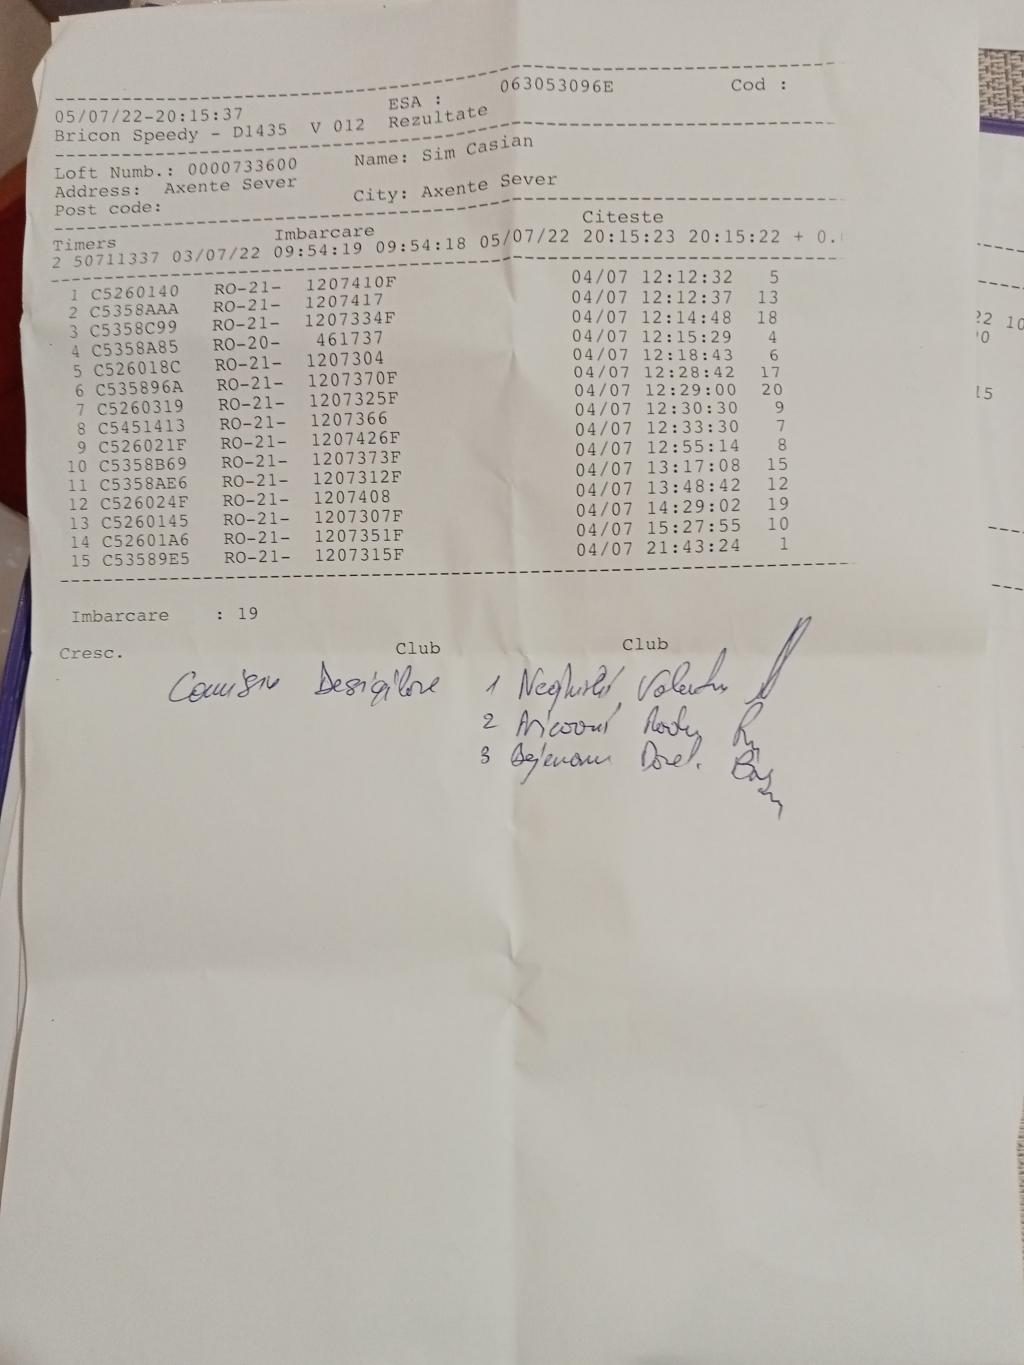 063053096E Cod :
05/07/22-20:15:37 ESA :
Bricon Speedy - D1435 V 012 Rezultate
Loft Numb.: 0000733600 Name: Sim Casian
Address: Axente Sever City: Axente Sever
Post code:
Timers Imbarcare Citeste
2 50711337 03/07/22 09:54:19 09:54:18 05/07/22 20:15:23 20:15:22 + 0.
1 C5260140 RO-21- 1207410F 04/07 12:12:32 5
2 C5358AAA RO-21- 1207417 04/07 12:12:37 13
3 C5358C99 RO-21- 1207334F 04/07 12:14:48 18
4 C5358A85 RO-20- 461737 04/07 12:15:29 4
5 C526018C RO-21- 1207304 04/07 12:18:43 6
6 C535896A RO-21- 1207370F 04/07 12:28:42 17
7 C5260319 RO-21- 1207325F 04/07 12:29:00 20
8 C5451413 RO-21- 1207366 04/07 12:30:30 9
9 C526021F RO-21- 1207426F 04/07 12:33:30 7
10 C5358B69 RO-21- 1207373F 04/07 12:55:14 8
11 C5358AE6 RO-21- 1207312F 04/07 13:17:08 15
12 C526024F RO-21- 1207408 04/07 13:48:42 12
13 C5260145 RO-21- 1207307F 04/07 14:29:02 19
14 C52601A6 RO-21- 1207351F 04/07 15:27:55 10
15 C53589E5 RO-21- 1207315F 04/07 21:43:24 1
Imbarcare : 19
Cresc. Club Club
1
2
3 Dorel.
22 10
15